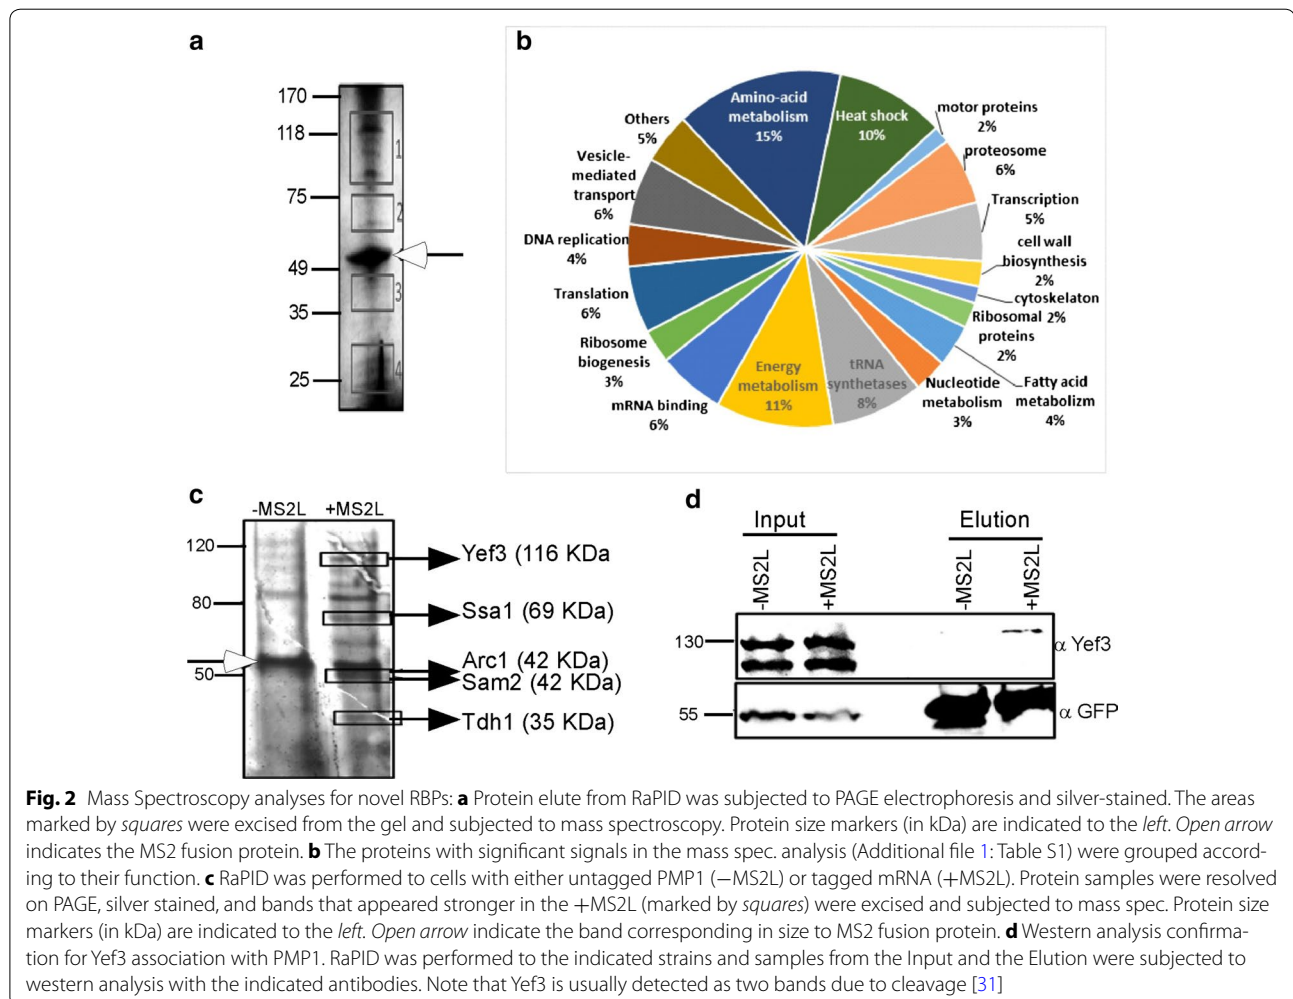 a
170
118
75
49
35
25
1
2
3
4
b
Amino-acid
metabolism
15%
Heat shock
10%
motor proteins
2%
proteosome
6%
Transcription
5%
cell wall
biosynthesis
2%
cytoskelaton
2%
Ribosomal
proteins
2%
Fatty acid
metabolizm
4%
Nucleotide
metabolism
3%
tRNA
synthetases
8%
Energy
metabolism
11%
mRNA binding
6%
Ribosome
biogenesis
3%
Translation
6%
DNA replication
4%
Vesicle-
mediated
transport
6%
Others
5%
c
-MS2L +MS2L
120
80
50
Yef3 (116 KDa
Ssa1 (69 KDa)
Arc1 (42 KDa)
Sam2 (42 KDa)
Tdh1 (35 KDa)
d
Input Elution
-MS2L +MS2L -MS2L +MS2L
130
α Yef3
55
α GFP
Fig. 2 Mass Spectroscopy analyses for novel RBPs: a Protein elute from RaPID was subjected to PAGE electrophoresis and silver-stained. The areas
marked by squares were excised from the gel and subjected to mass spectroscopy. Protein size markers (in kDa) are indicated to the left. Open arrow
indicates the MS2 fusion protein. b The proteins with significant signals in the mass spec. analysis (Additional file 1: Table S1) were grouped accord-
ing to their function. c RaPID was performed to cells with either untagged PMP1 (−MS2L) or tagged mRNA (+MS2L). Protein samples were resolved
on PAGE, silver stained, and bands that appeared stronger in the +MS2L (marked by squares) were excised and subjected to mass spec. Protein size
markers (in kDa) are indicated to the left. Open arrow indicate the band corresponding in size to MS2 fusion protein. d Western analysis confirma-
tion for Yef3 association with PMP1. RaPID was performed to the indicated strains and samples from the Input and the Elution were subjected to
western analysis with the indicated antibodies. Note that Yef3 is usually detected as two bands due to cleavage [31]